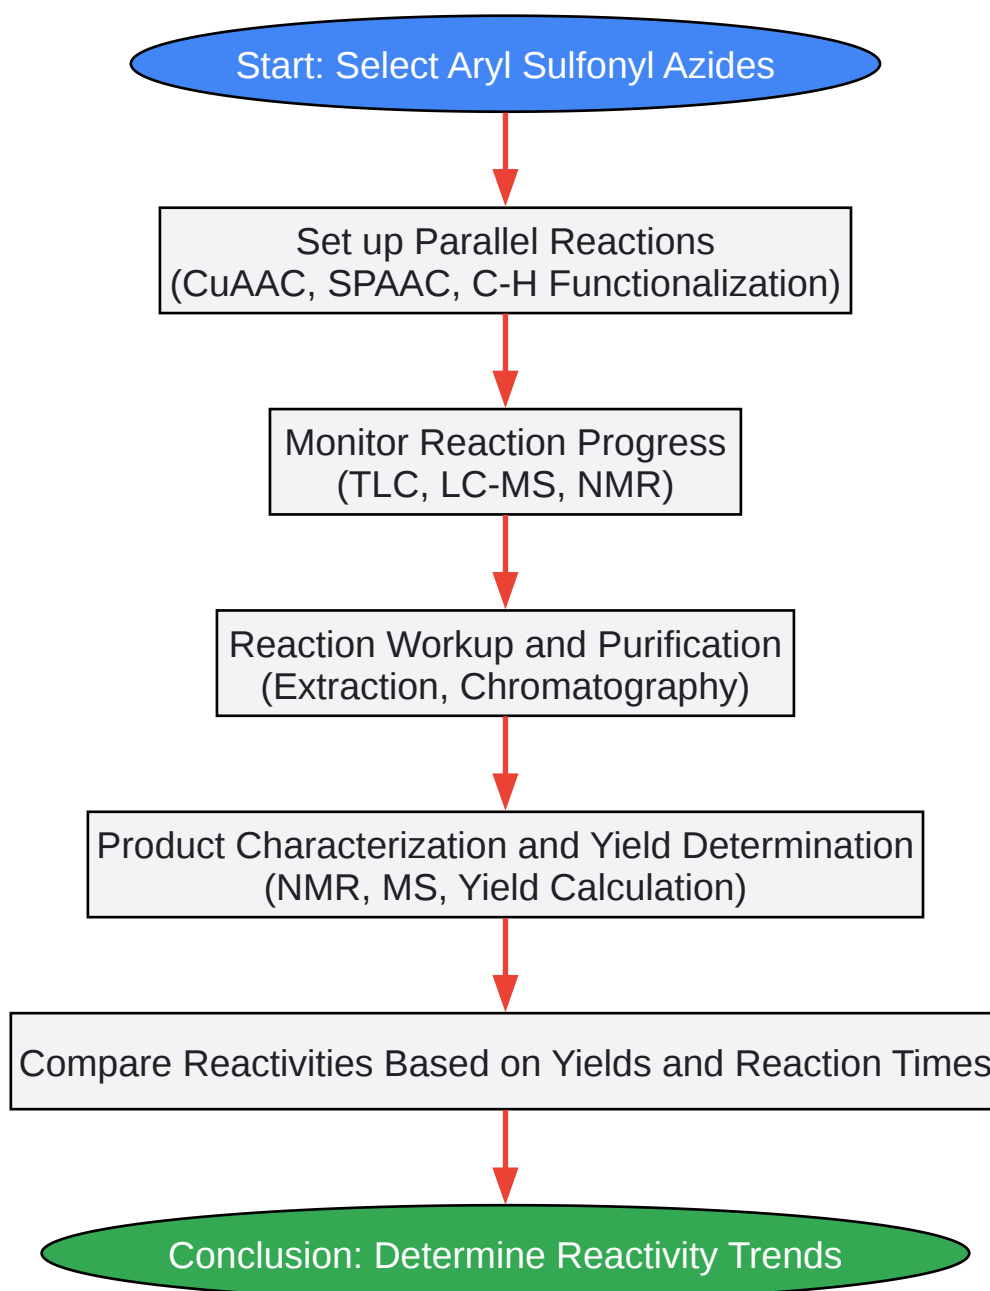 Start: Select Aryl Sulfonyl Azides
Set up Parallel Reactions
(CuAAC, SPAAC, C-H Functionalization)
Monitor Reaction Progress
(TLC, LC-MS, NMR)
Reaction Workup and Purification
(Extraction, Chromatography)
Product Characterization and Yield Determination
(NMR, MS, Yield Calculation)
Compare Reactivities Based on Yields and Reaction Times
Conclusion: Determine Reactivity Trends